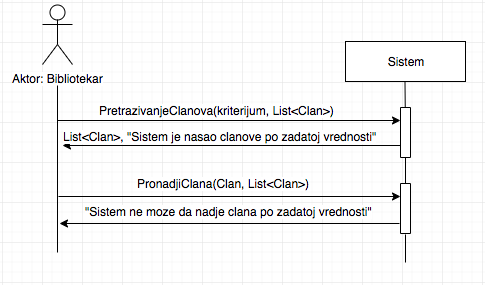 Aktor: Bibliotekar
Sistem
PretrazivanjeClanova(kriterijum, List<Clan>)
List<Clan>, "Sistem je nasao clanove po zadatoj vrednosti"
PronadjiClana(Clan, List<Clan>)
"Sistem ne moze da nadje clana po zadatoj vrednosti"